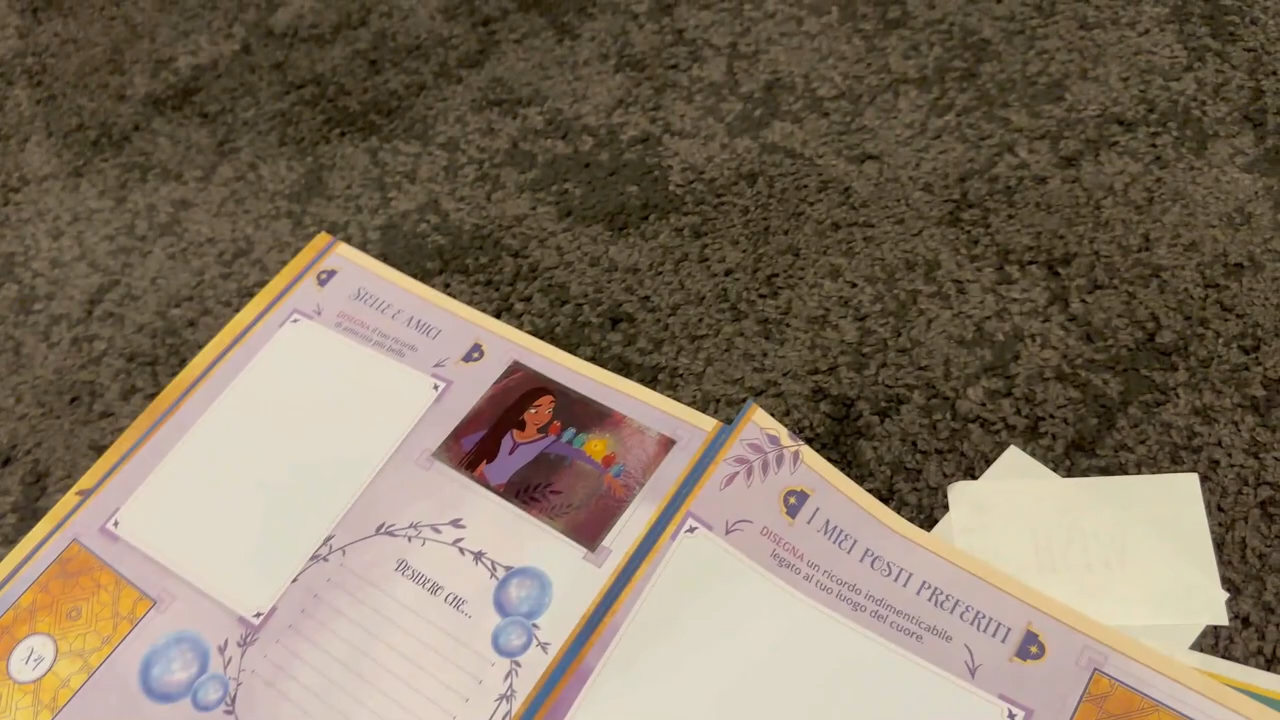 STELLE E AMICI
DISEGNA il tuo ricordo
di amicizia più bello
DESIDERO CHE...
X4
I MIEI POSTI PREFERITI
DISEGNA un ricordo indimenticabile
legato al tuo luogo del cuore.